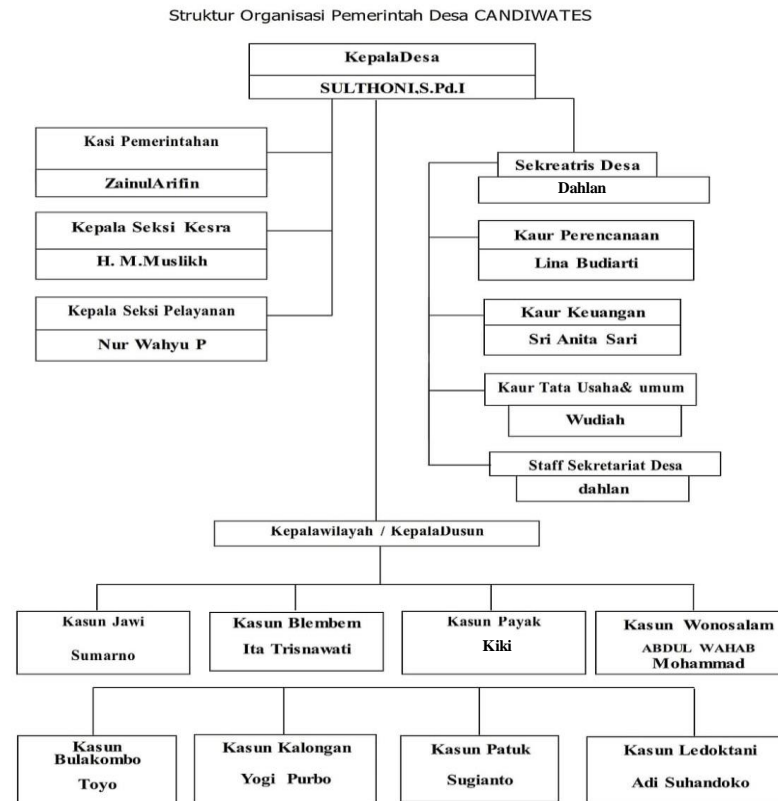 Struktur Organisasi Pemerintah Desa CANDIWATES
KepalaDesa
SULTHONI,S.Pd.I
Kasi Pemerintahan
ZainulArifin
Kepala Seksi Kesra
H. M.Muslikh
Kepala Seksi Pelayanan
Nur Wahyu P
Sekreatris Desa
Dahlan
Kaur Perencanaan
Lina Budiarti
Kaur Keuangan
Sri Anita Sari
Kaur Tata Usaha& umum
Wudiah
Staff Sekretariat Desa
dahlan
Kepalawilayah / KepalaDusun
Kasun Jawi
Sumarno
Kasun Blembem
Ita Trisnawati
Kasun Payak
Kiki
Kasun Wonosalam
ABDUL WAHAB
Mohammad
Kasun
Bulakombo
Toyo
Kasun Kalongan
Yogi Purbo
Kasun Patuk
Sugianto
Kasun Ledoktani
Adi Suhandoko